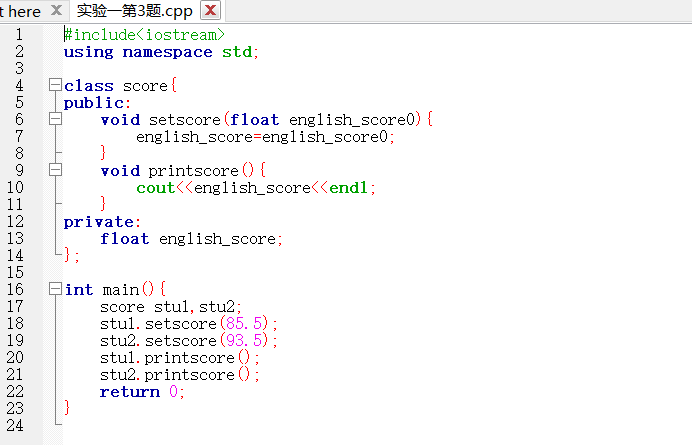 t here
实验一第3题.cpp
1 #include<iostream>
2 using namespace std;
3
4 class score{
5 public:
6 void setscore(float english_score0){
7 english_score=english_score0;
8 }
9 void printscore(){
10 cout<<english_score<<endl;
11 }
12 private:
13 float english_score;
14 };
15
16 int main(){
17 score stu1,stu2;
18 stu1.setscore(85.5);
19 stu2.setscore(93.5);
20 stu1.printscore();
21 stu2.printscore();
22 return 0;
23 }
24